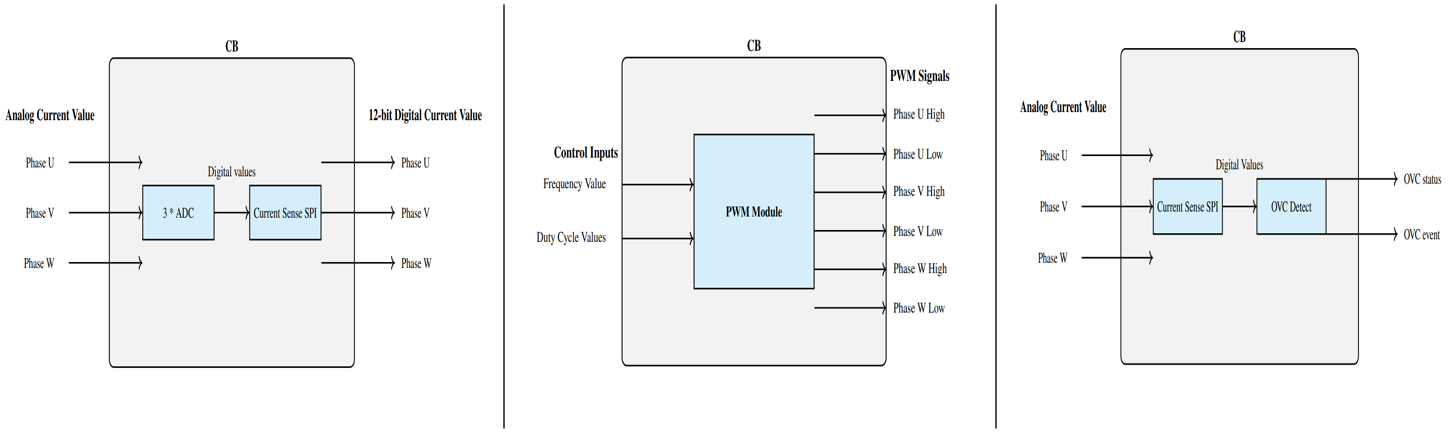 CB
Analog Current Value
12-bit Digital Current Value
Phase U
Phase U
Digital values
3 * ADC
Current Sense SPI
Phase V
Phase V
Phase W
Phase W
CB
PWM Signals
Phase U High
Control Inputs
Phase U Low
Frequency Value
Phase V High
PWM Module
Phase V Low
Duty Cycle Values
Phase W High
Phase W Low
CB
Analog Current Value
Phase U
Digital Values
OVC status
Phase V
Current Sense SPI
OVC Detect
OVC event
Phase W